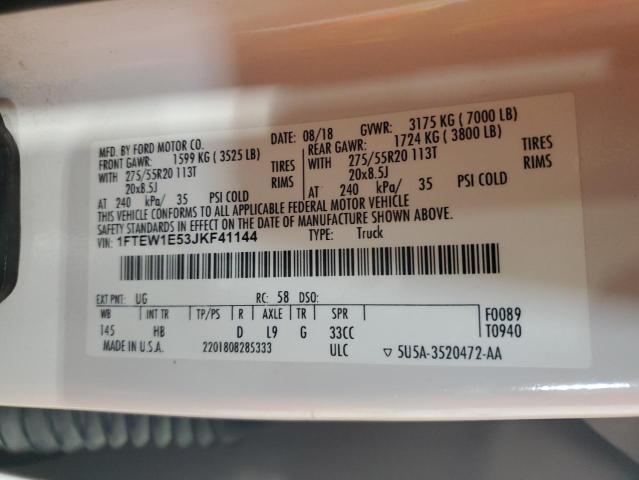 MFD. BY FORD MOTOR CO. DATE: 08/18 GVWR: 3175 KG ( 7000 LB)
FRONT GAWR: 1599 KG ( 3525 LB) REAR GAWR: 1724 KG ( 3800 LB)
WITH 275/55R20 113T TIRES WITH 275/55R20 113T TIRES
20x8.5J RIMS 20x8.5J RIMS
AT 240 kPa/ 35 PSI COLD AT 240 kPa/ 35 PSI COLD
THIS VEHICLE CONFORMS TO ALL APPLICABLE FEDERAL MOTOR VEHICLE
SAFETY STANDARDS IN EFFECT ON THE DATE OF MANUFACTURE SHOWN ABOVE.
VIN: 1FTEW1E53JKF41144 TYPE: Truck
EXT PNT: UG RC: 58 DSO:
WB INT TR TP/PS R AXLE TR SPR F0089
145 HB D L9 G 33CC T0940
MADE IN U.S.A. 2201808285333 ULC ▽ 5U5A-3520472-AA